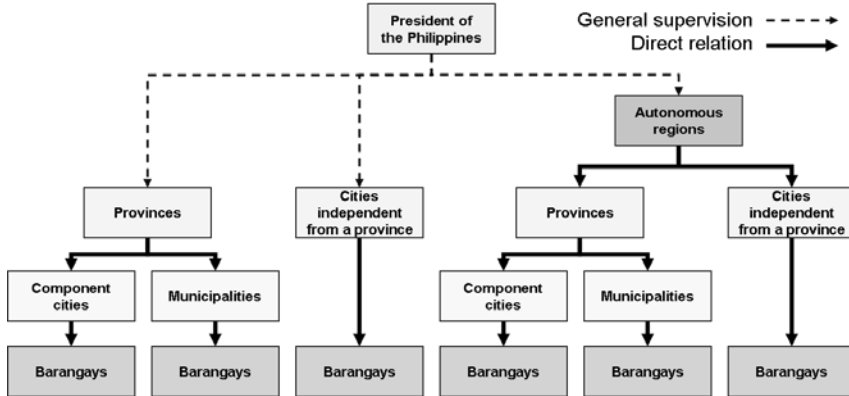 President of
the Philippines
General supervision
Direct relation
Autonomous
regions
Provinces
Cities
independent
from a province
Provinces
Cities
independent
from a province
Component
cities
Municipalities
Component
cities
Municipalities
Barangays
Barangays
Barangays
Barangays
Barangays
Barangays